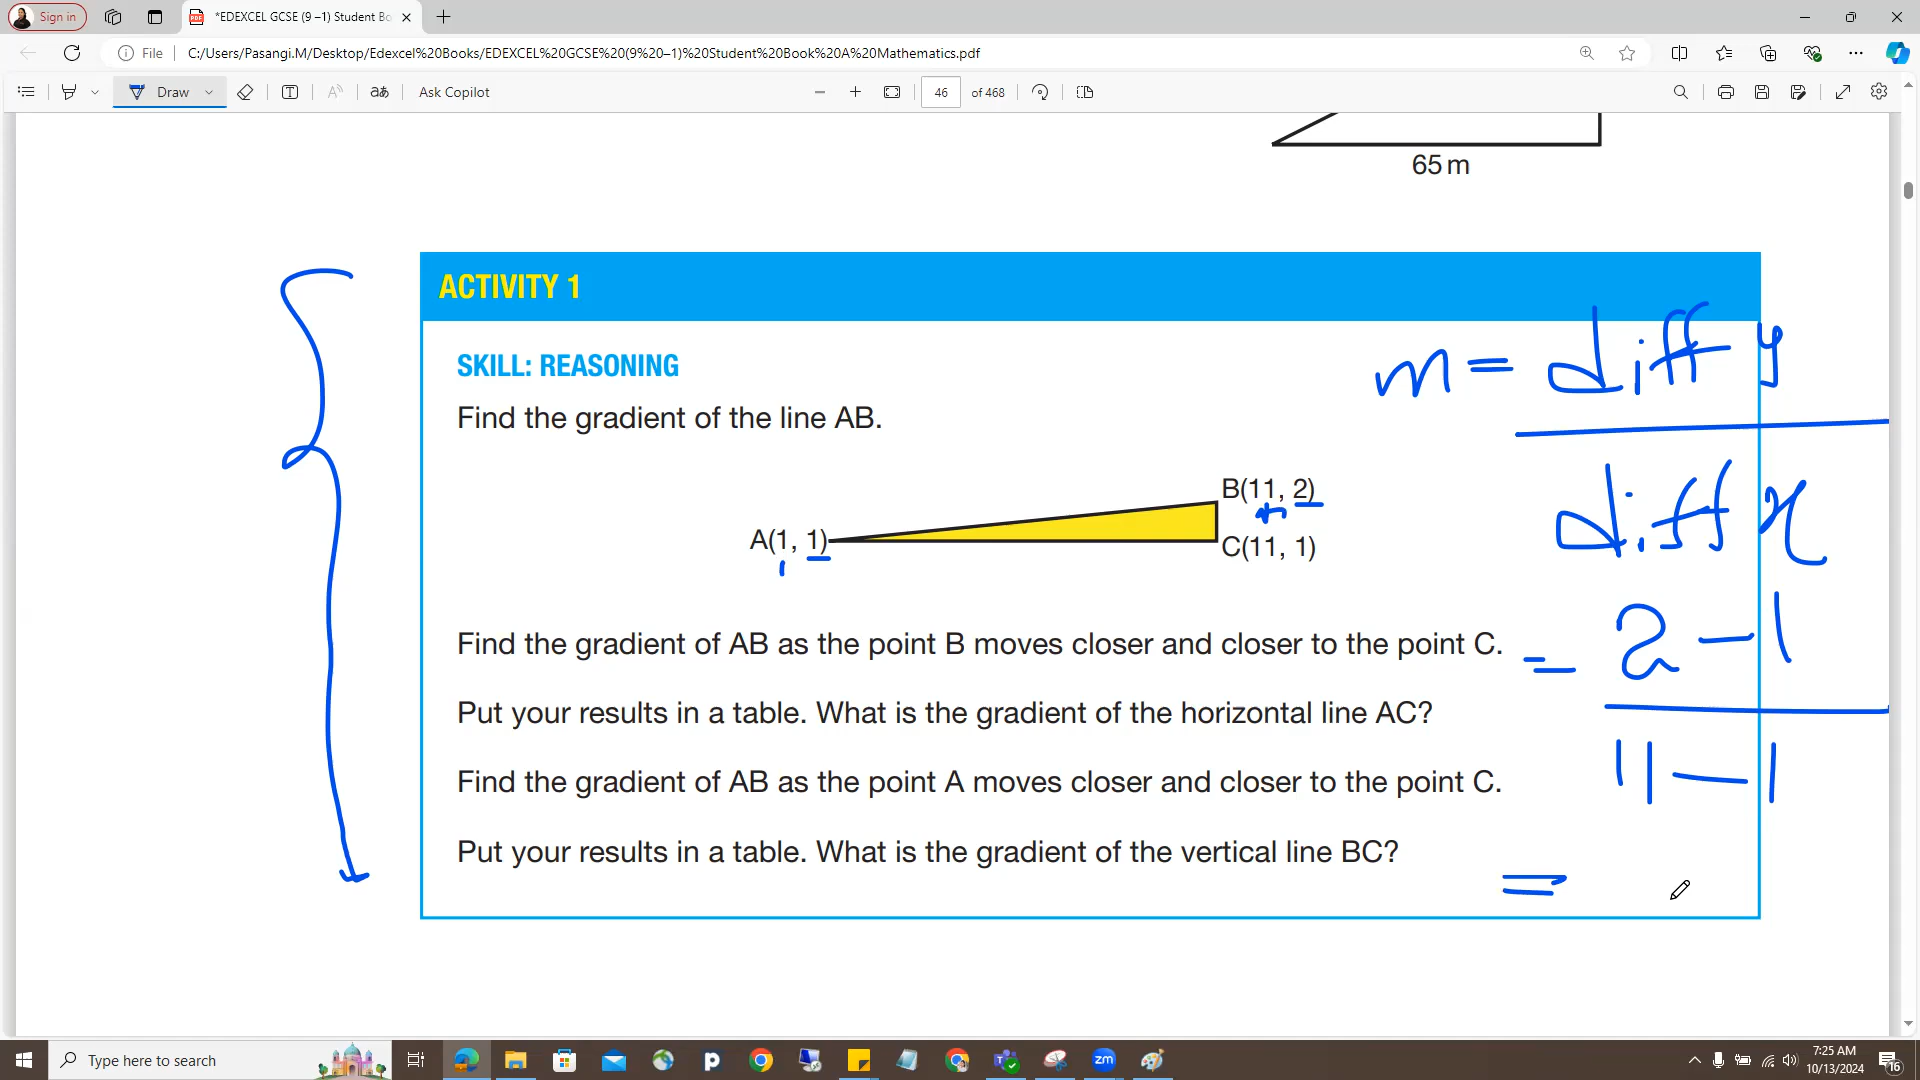 Sign in
*EDEXCEL GCSE (9 –1) Student Bo
File
C:/Users/Pasangi.M/Desktop/Edexcel%20Books/EDEXCEL%20GCSE%20(9%20–1)%20Student%20Book%20A%20Mathematics.pdf
Draw
Ask Copilot
46 of 468
65 m
ACTIVITY 1
SKILL: REASONING
m = diff y
Find the gradient of the line AB.
diff x
B(11, 2)
A(1, 1)
C(11, 1)
Find the gradient of AB as the point B moves closer and closer to the point C.
= 2 – 1
Put your results in a table. What is the gradient of the horizontal line AC?
Find the gradient of AB as the point A moves closer and closer to the point C.
11 – 1
Put your results in a table. What is the gradient of the vertical line BC?
=
Type here to search
zm
7:25 AM
10/13/2024
16